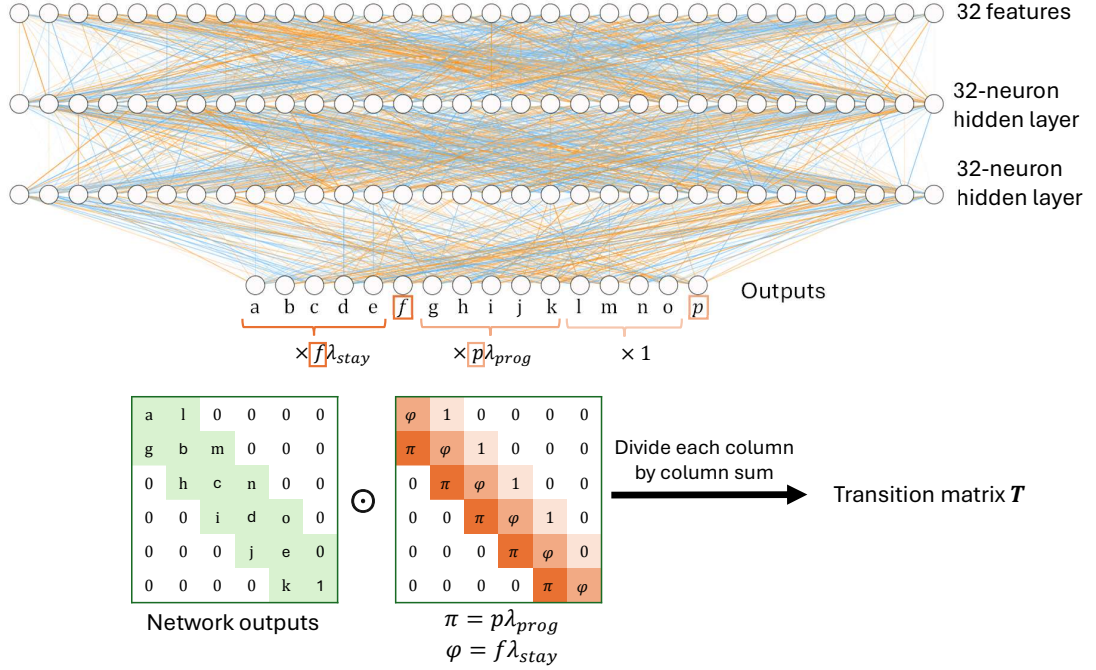 32 features
32-neuron
hidden layer
32-neuron
hidden layer
Outputs
a b c d e f g h i j k l m n o p
× f λ_stay × p λ_prog × 1
a l 0 0 0 0
g b m 0 0 0
0 h c n 0 0
0 0 i d o 0
0 0 0 j e 0
0 0 0 0 k 1
Network outputs
⊙
φ 1 0 0 0 0
π φ 1 0 0 0
0 π φ 1 0 0
0 0 π φ 1 0
0 0 0 π φ 0
0 0 0 0 π φ
π = pλ_prog
φ = fλ_stay
Divide each column
by column sum
Transition matrix T